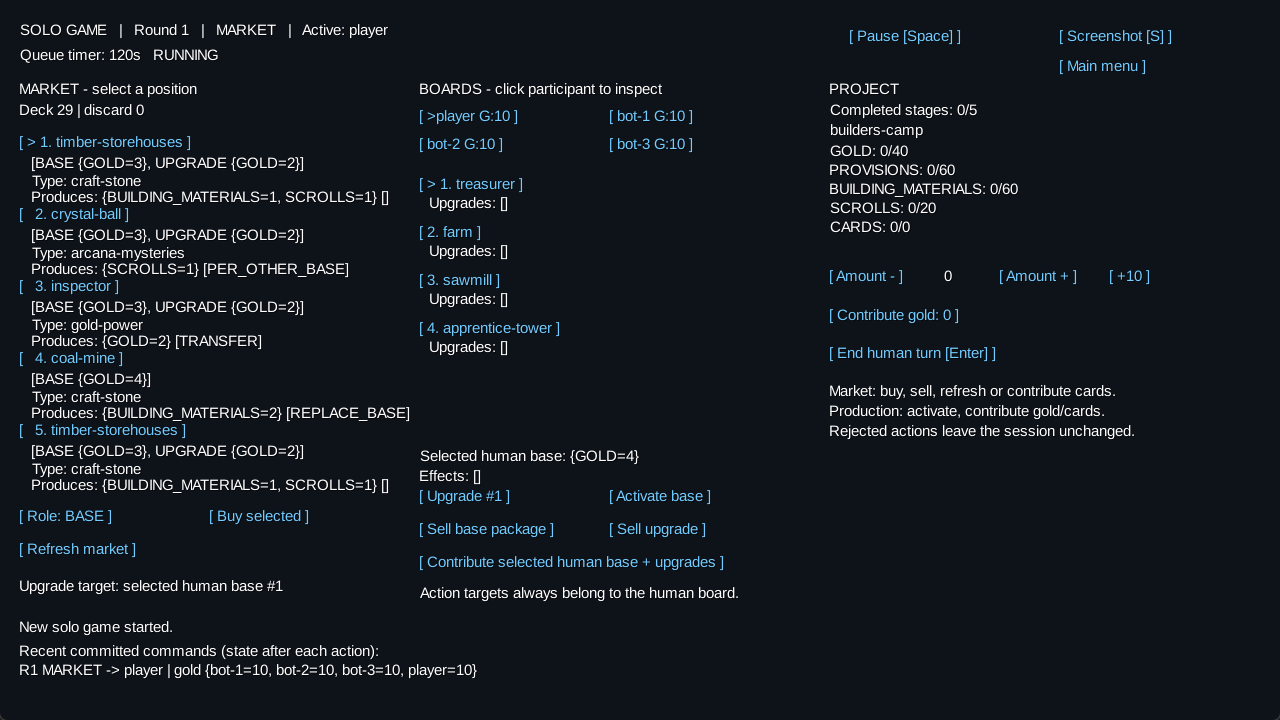 SOLO GAME | Round 1 | MARKET | Active: player
Queue timer: 120s RUNNING
[ Pause [Space] ]
[ Screenshot [S] ]
[ Main menu ]
MARKET - select a position
Deck 29 | discard 0
[ > 1. timber-storehouses ]
[BASE {GOLD=3}, UPGRADE {GOLD=2}]
Type: craft-stone
Produces: {BUILDING_MATERIALS=1, SCROLLS=1} []
[ 2. crystal-ball ]
[BASE {GOLD=3}, UPGRADE {GOLD=2}]
Type: arcana-mysteries
Produces: {SCROLLS=1} [PER_OTHER_BASE]
[ 3. inspector ]
[BASE {GOLD=3}, UPGRADE {GOLD=2}]
Type: gold-power
Produces: {GOLD=2} [TRANSFER]
[ 4. coal-mine ]
[BASE {GOLD=4}]
Type: craft-stone
Produces: {BUILDING_MATERIALS=2} [REPLACE_BASE]
[ 5. timber-storehouses ]
[BASE {GOLD=3}, UPGRADE {GOLD=2}]
Type: craft-stone
Produces: {BUILDING_MATERIALS=1, SCROLLS=1} []
[ Role: BASE ]
[ Buy selected ]
[ Refresh market ]
Upgrade target: selected human base #1
BOARDS - click participant to inspect
[ >player G:10 ]
[ bot-1 G:10 ]
[ bot-2 G:10 ]
[ bot-3 G:10 ]
[ > 1. treasurer ]
Upgrades: []
[ 2. farm ]
Upgrades: []
[ 3. sawmill ]
Upgrades: []
[ 4. apprentice-tower ]
Upgrades: []
Selected human base: {GOLD=4}
Effects: []
[ Upgrade #1 ]
[ Activate base ]
[ Sell base package ]
[ Sell upgrade ]
[ Contribute selected human base + upgrades ]
Action targets always belong to the human board.
PROJECT
Completed stages: 0/5
builders-camp
GOLD: 0/40
PROVISIONS: 0/60
BUILDING_MATERIALS: 0/60
SCROLLS: 0/20
CARDS: 0/0
[ Amount - ]
0
[ Amount + ]
[ +10 ]
[ Contribute gold: 0 ]
[ End human turn [Enter] ]
Market: buy, sell, refresh or contribute cards.
Production: activate, contribute gold/cards.
Rejected actions leave the session unchanged.
New solo game started.
Recent committed commands (state after each action):
R1 MARKET -> player | gold {bot-1=10, bot-2=10, bot-3=10, player=10}